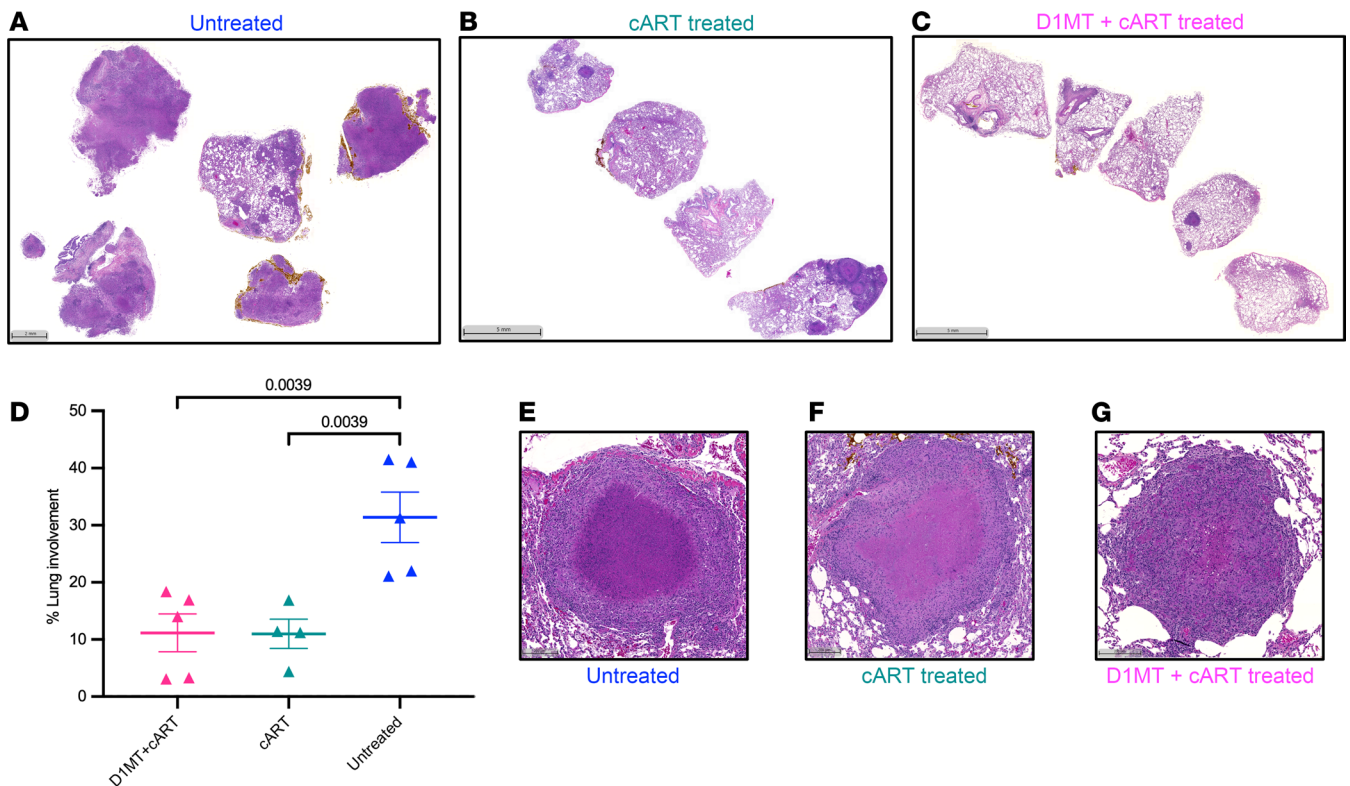 A
Untreated
2 mm
B
cART treated
5 mm
C
D1MT + cART treated
5 mm
D
0.0039
0.0039
% Lung involvement
50
40
30
20
10
0
D1MT+cART
cART
Untreated
E
Untreated
F
cART treated
G
D1MT + cART treated